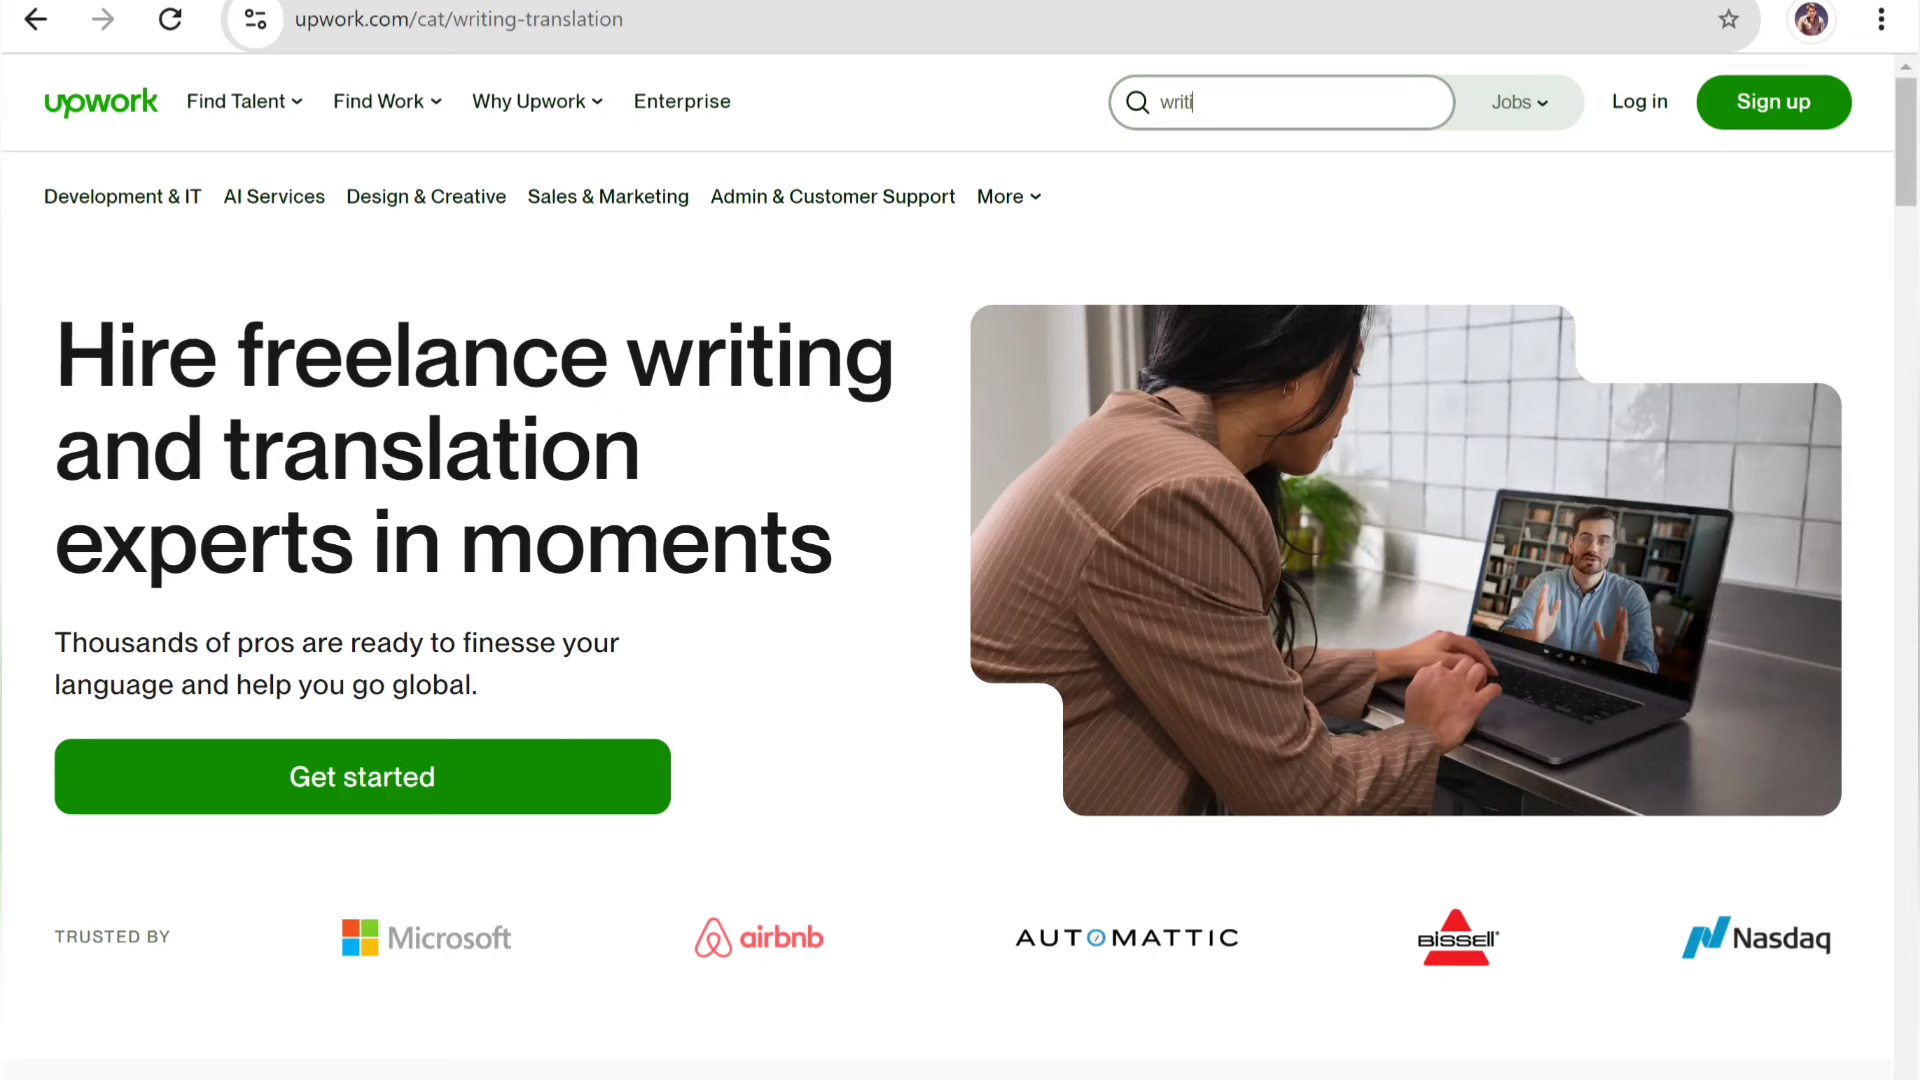 upwork.com/cat/writing-translation
upwork Find Talent Find Work Why Upwork Enterprise writi Jobs Log in Sign up
Development & IT AI Services Design & Creative Sales & Marketing Admin & Customer Support More
Hire freelance writing
and translation
experts in moments
Thousands of pros are ready to finesse your
language and help you go global.
Get started
TRUSTED BY Microsoft airbnb AUTOMATTIC BISSELL® Nasdaq